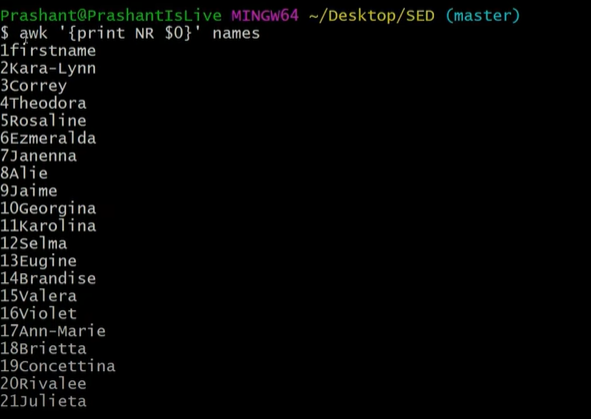 Prashant@PrashantIsLive MINGW64 ~/Desktop/SED (master)
$ awk '{print NR $0}' names
1firstname
2Kara-Lynn
3Correy
4Theodora
5Rosaline
6Ezmeralda
7Janenna
8Alie
9Jaime
10Georgina
11Karolina
12Selma
13Eugine
14Brandise
15Valera
16Violet
17Ann-Marie
18Brietta
19Concettina
20Rivalee
21Julieta